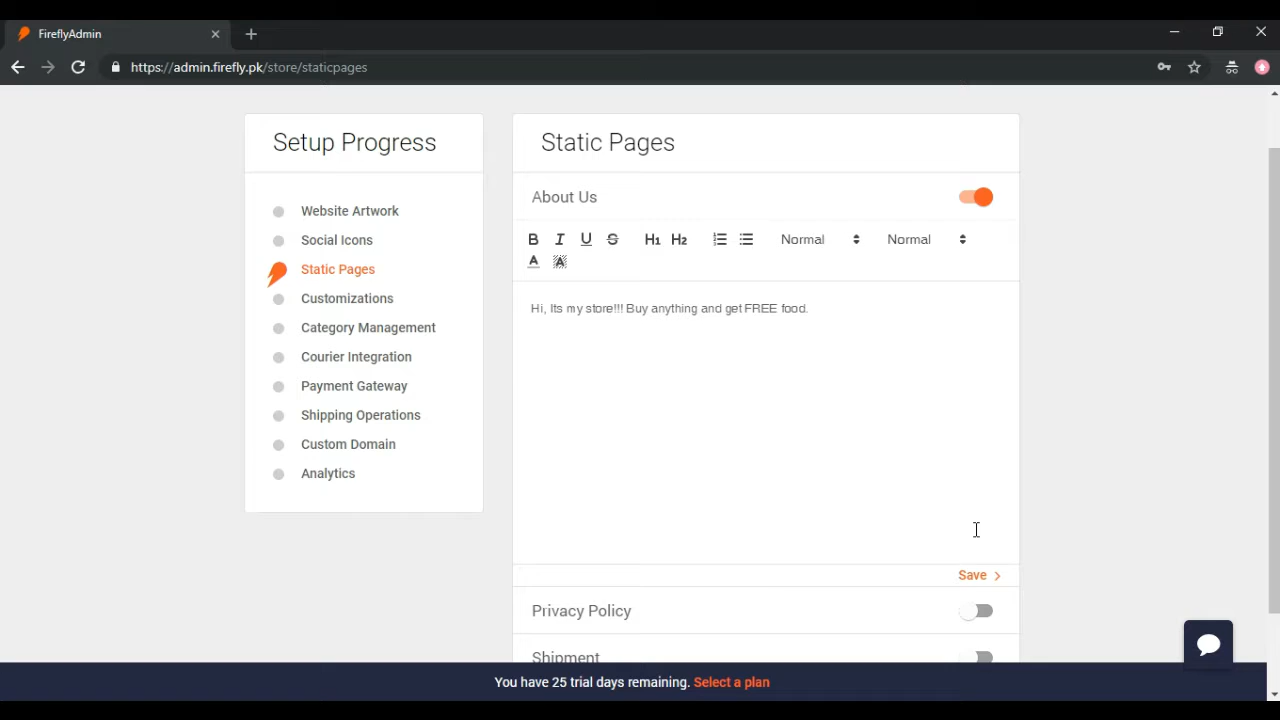 FireflyAdmin
https://admin.firefly.pk/store/staticpages
Setup Progress
Website Artwork
Social Icons
Static Pages
Customizations
Category Management
Courier Integration
Payment Gateway
Shipping Operations
Custom Domain
Analytics
Static Pages
About Us
B I U S H1 H2 Normal Normal
A A
Hi, Its my store!!! Buy anything and get FREE food.
Save
Privacy Policy
Shipment
You have 25 trial days remaining. Select a plan